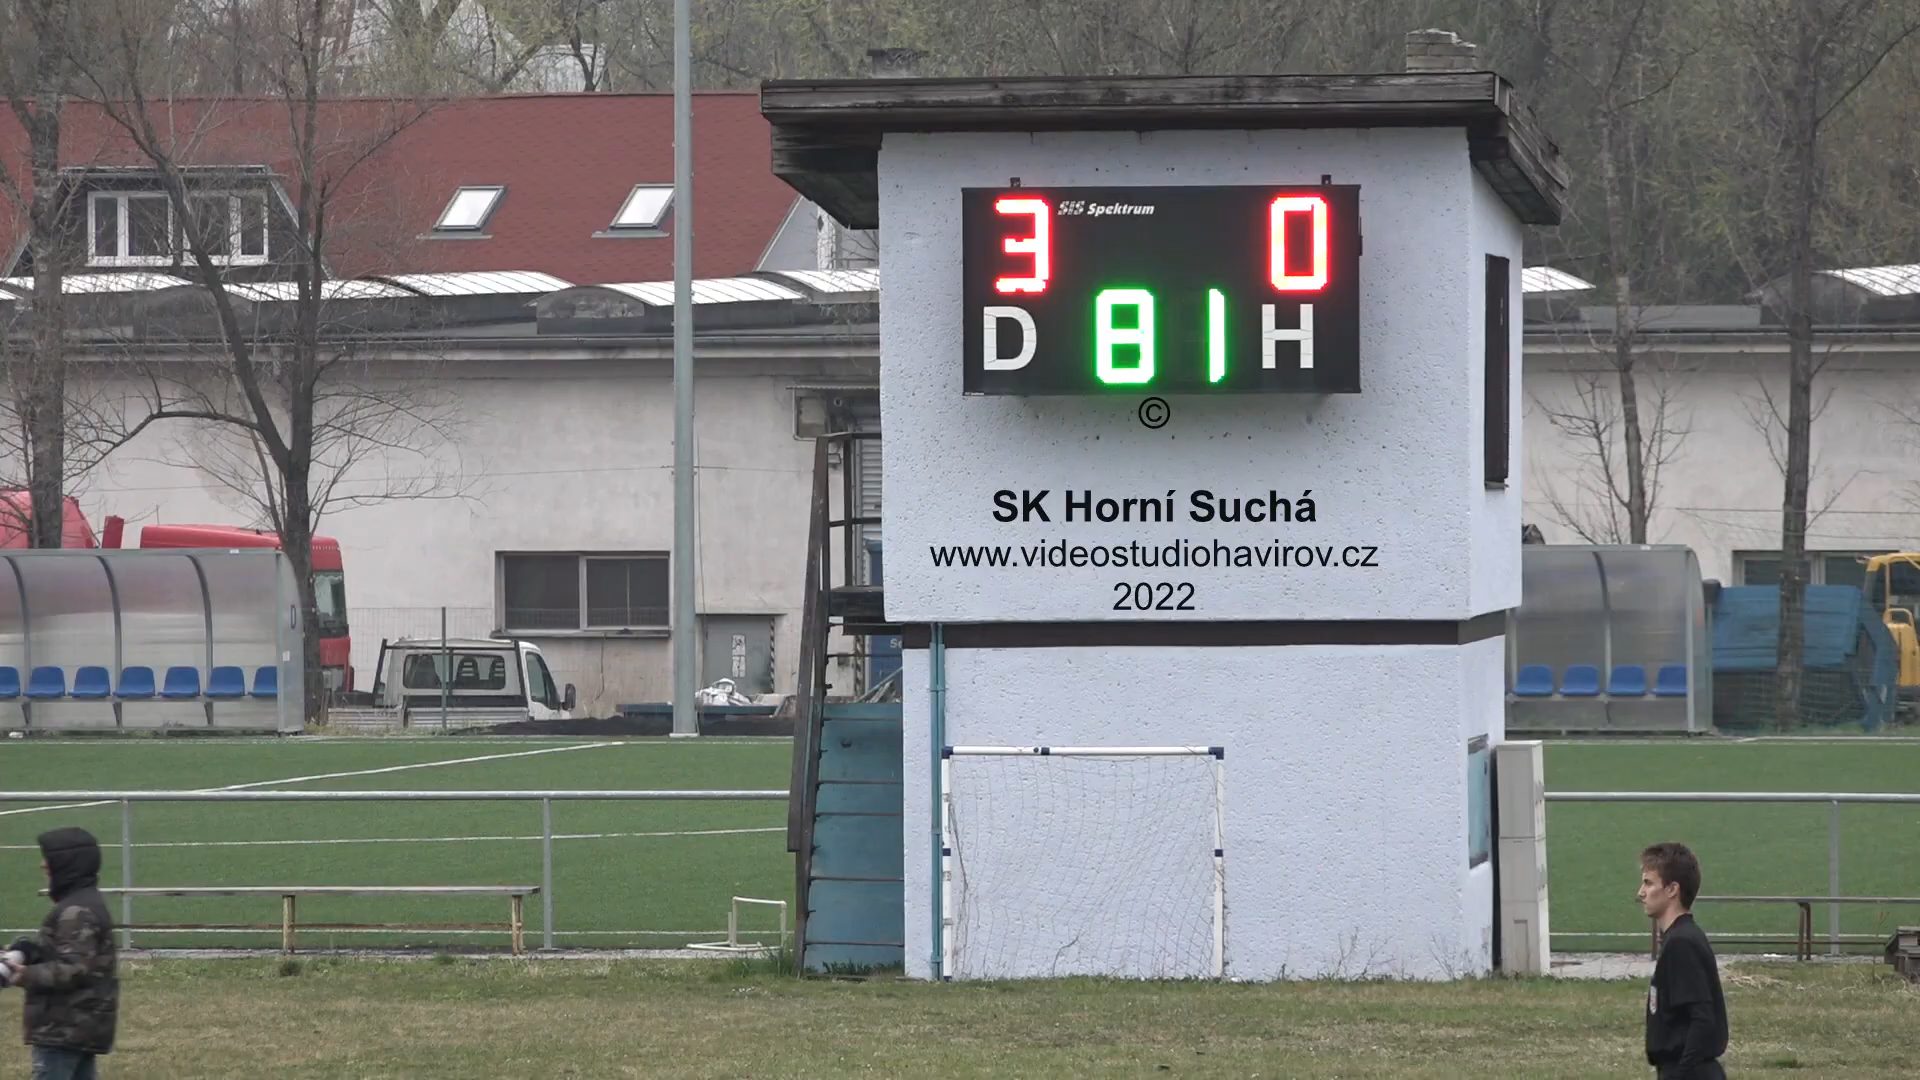 3 SIS Spektrum 0
D 81 H
©
SK Horní Suchá
www.videostudiohavirov.cz
2022